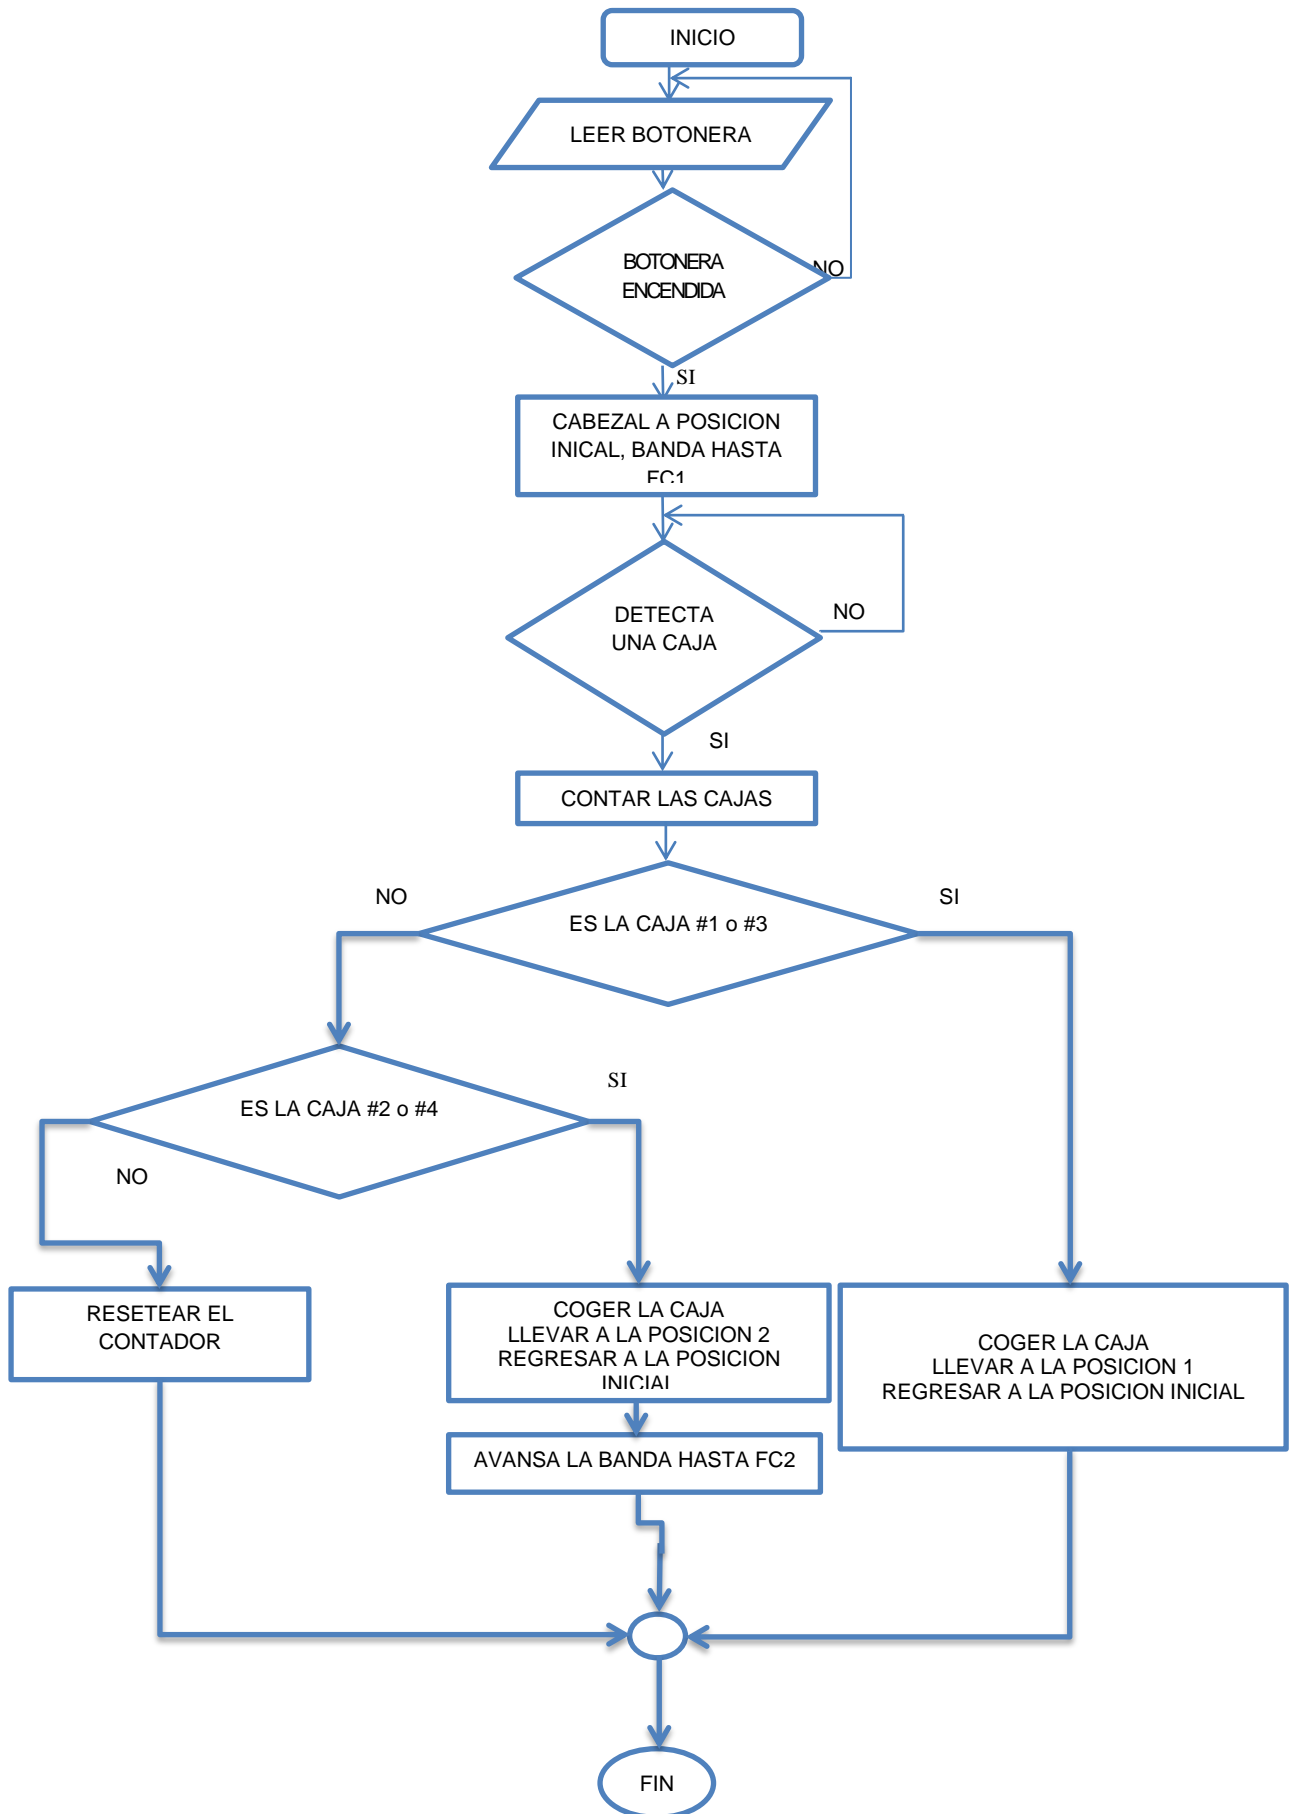 INICIO
LEER BOTONERA
BOTONERA
ENCENDIDA
NO
SI
CABEZAL A POSICION
INICAL, BANDA HASTA
FC1
DETECTA
UNA CAJA
NO
SI
CONTAR LAS CAJAS
NO
SI
ES LA CAJA #1 o #3
SI
ES LA CAJA #2 o #4
NO
RESETEAR EL
CONTADOR
COGER LA CAJA
LLEVAR A LA POSICION 2
REGRESAR A LA POSICION
INICIAL
COGER LA CAJA
LLEVAR A LA POSICION 1
REGRESAR A LA POSICION INICIAL
AVANSA LA BANDA HASTA FC2
FIN